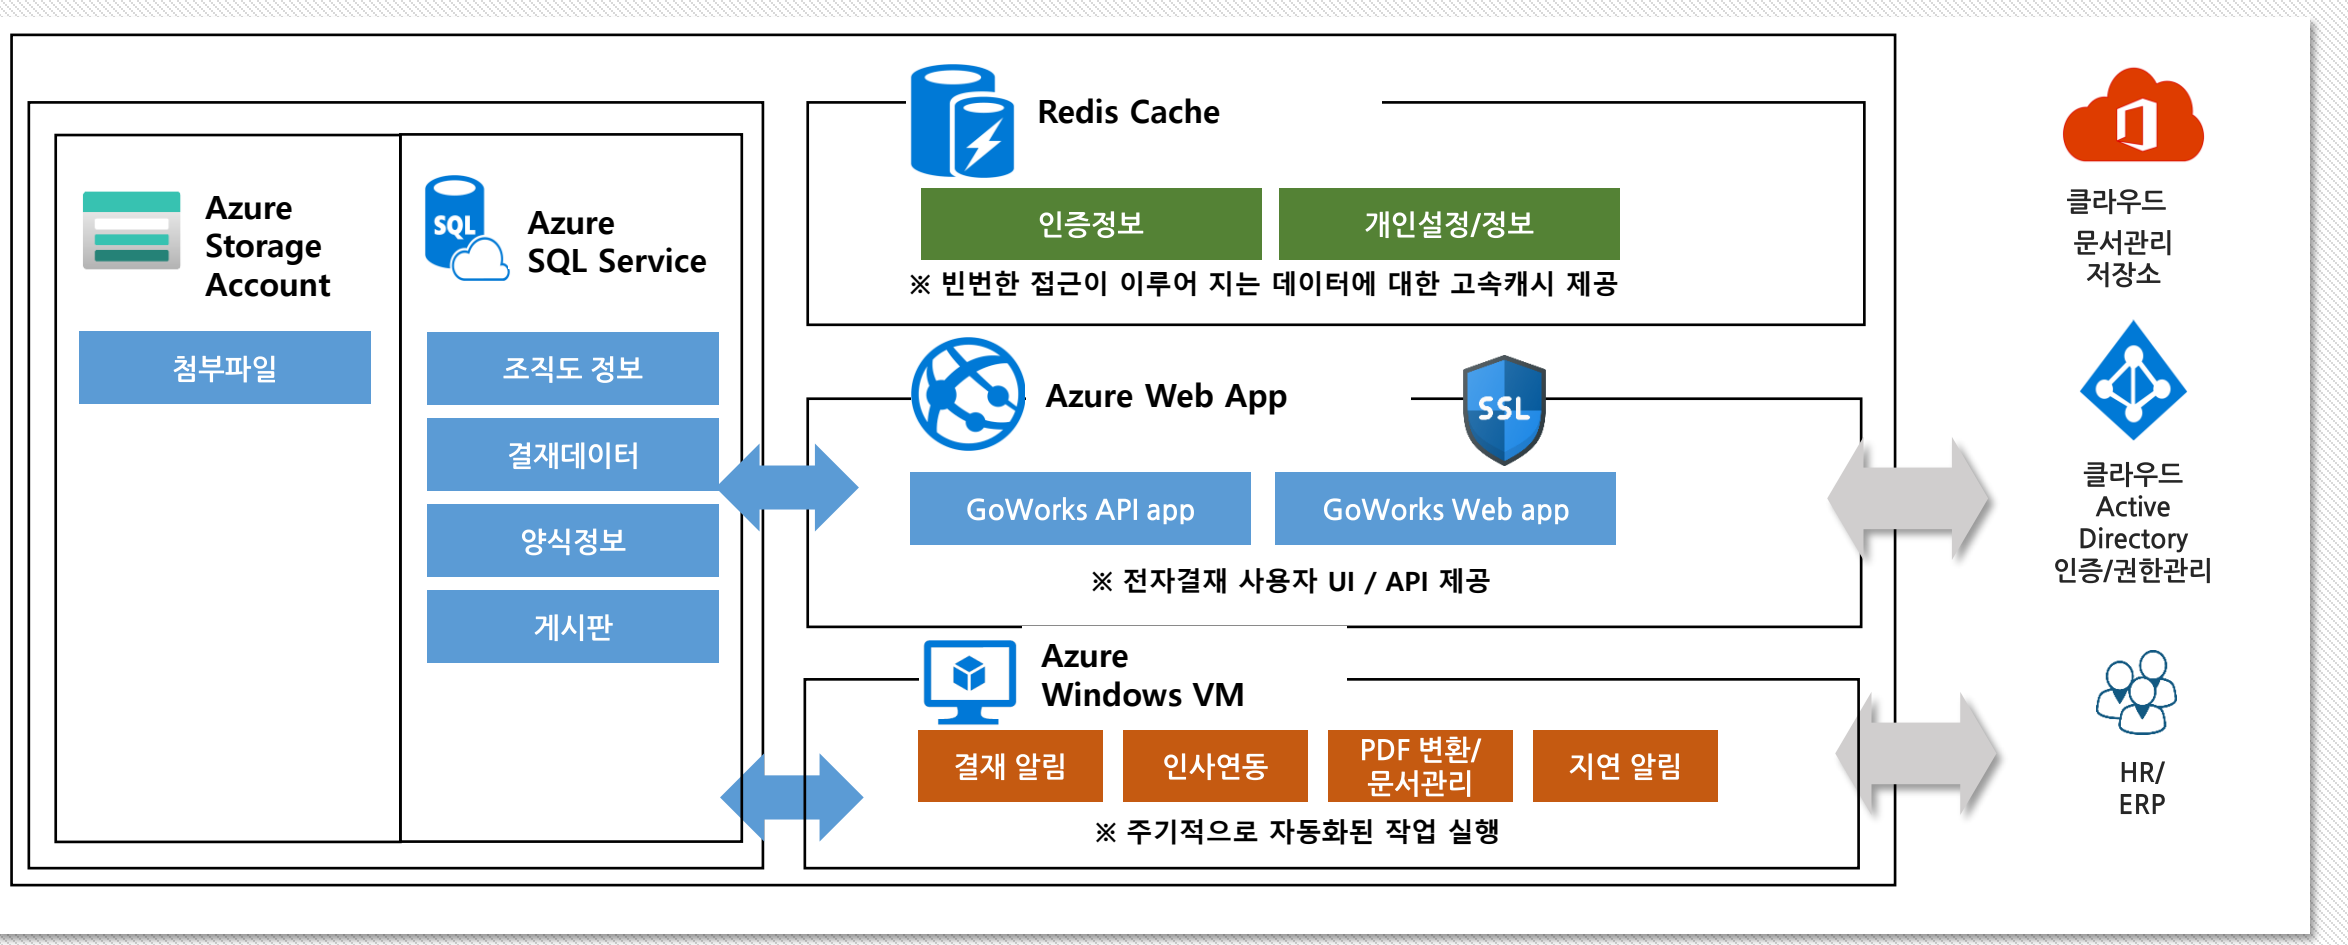 Azure
Storage
Account
첨부파일
SQL
Azure
SQL Service
조직도 정보
결재데이터
양식정보
게시판
Redis Cache
인증정보
개인설정/정보
※ 빈번한 접근이 이루어 지는 데이터에 대한 고속캐시 제공
Azure Web App
SSL
GoWorks API app
GoWorks Web app
※ 전자결재 사용자 UI / API 제공
Azure
Windows VM
결재 알림
인사연동
PDF 변환/
문서관리
지연 알림
※ 주기적으로 자동화된 작업 실행
클라우드
문서관리
저장소
클라우드
Active
Directory
인증/권한관리
HR/
ERP